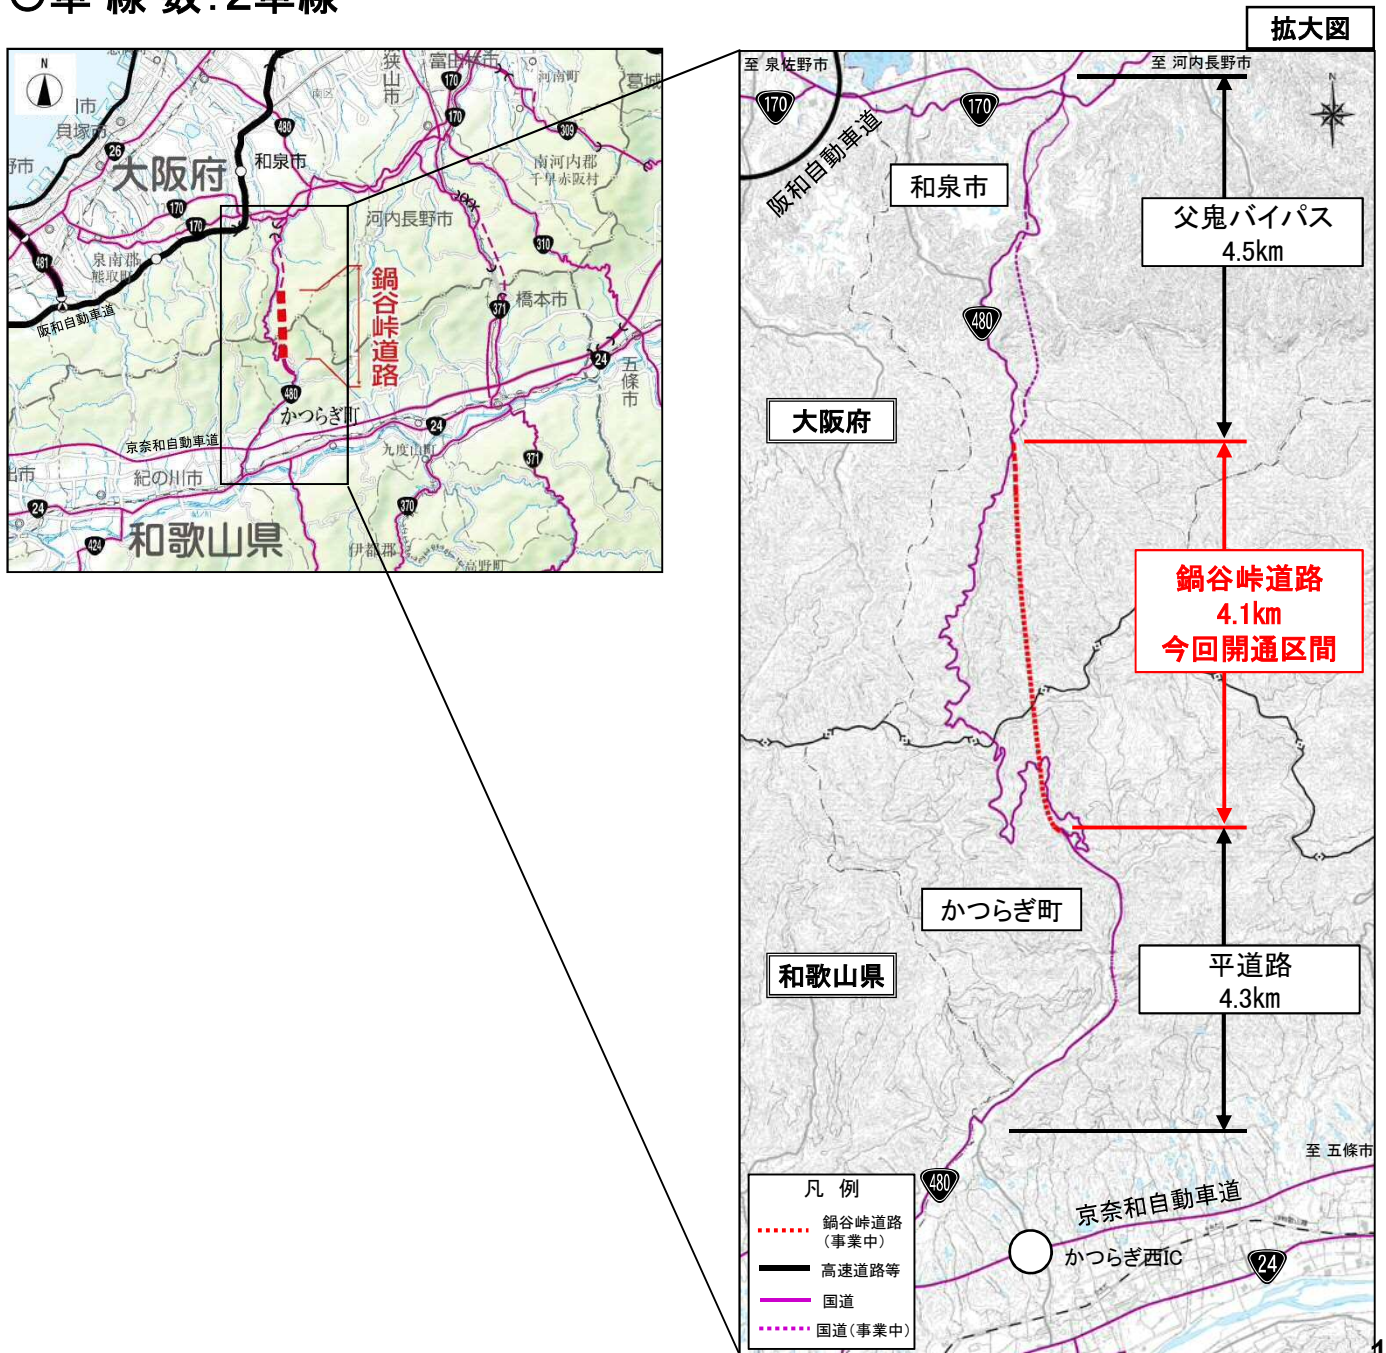 〇車線数：2車線
拡大図
N
狭山市
富田林市
170
河南町
葛城
貝塚市
26
480
南区
170
309
大阪府
和泉市
南河内郡
千早赤阪村
野市
170
170
河内長野市
310
481
泉南郡
熊取町
鍋谷峠道路
橋本市
371
阪和自動車道
24
五條市
480
かつらぎ町
24
京奈和自動車道
九度山町
371
出市
紀の川市
24
370
和歌山県
424
伊都郡
高野町
至 泉佐野市
至 河内長野市
170
170
N
阪和自動車道
和泉市
父鬼バイパス
4.5km
480
大阪府
鍋谷峠道路
4.1km
今回開通区間
かつらぎ町
和歌山県
平道路
4.3km
至 五條市
480
京奈和自動車道
かつらぎ西IC
24
凡 例
鍋谷峠道路
(事業中)
高速道路等
国道
国道(事業中)
1